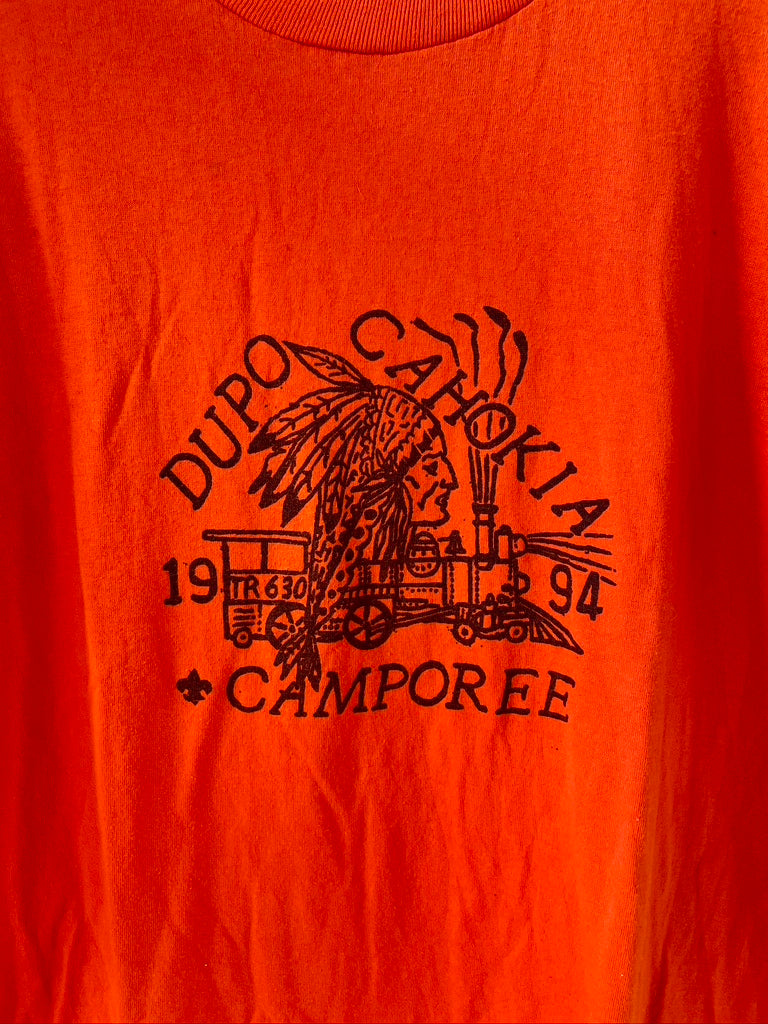 DUPO CAHOKIA
19 94
TR 630
CAMPOREE